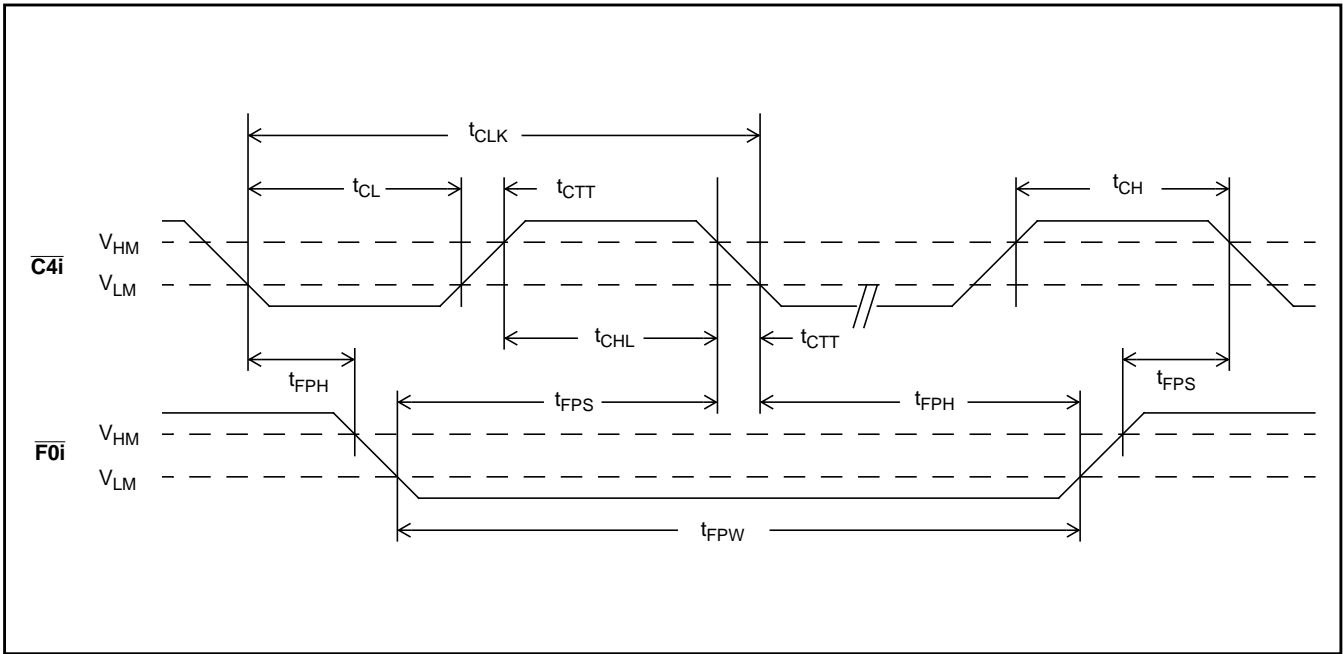 tCLK
tCL
tCTT
tCH
C4i
VHM
VLM
tCHL
tCTT
tFPH
tFPS
tFPH
tFPS
F0i
VHM
VLM
tFPW